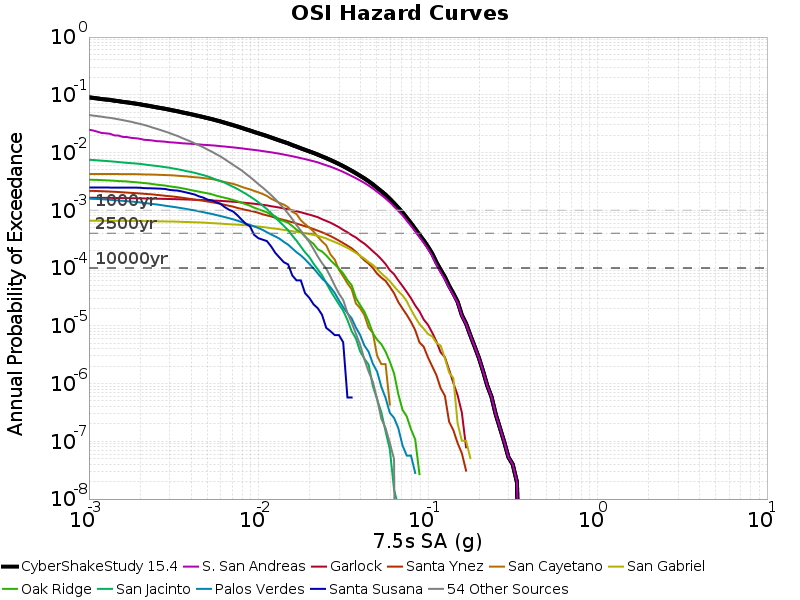 OSI Hazard Curves
Annual Probability of Exceedance
10^0
10^-1
10^-2
10^-3
10^-4
10^-5
10^-6
10^-7
10^-8
1000yr
2500yr
10000yr
10^-3 10^-2 10^-1 10^0 10^1
7.5s SA (g)
CyberShakeStudy 15.4 S. San Andreas Garlock Santa Ynez San Cayetano San Gabriel
Oak Ridge San Jacinto Palos Verdes Santa Susana 54 Other Sources